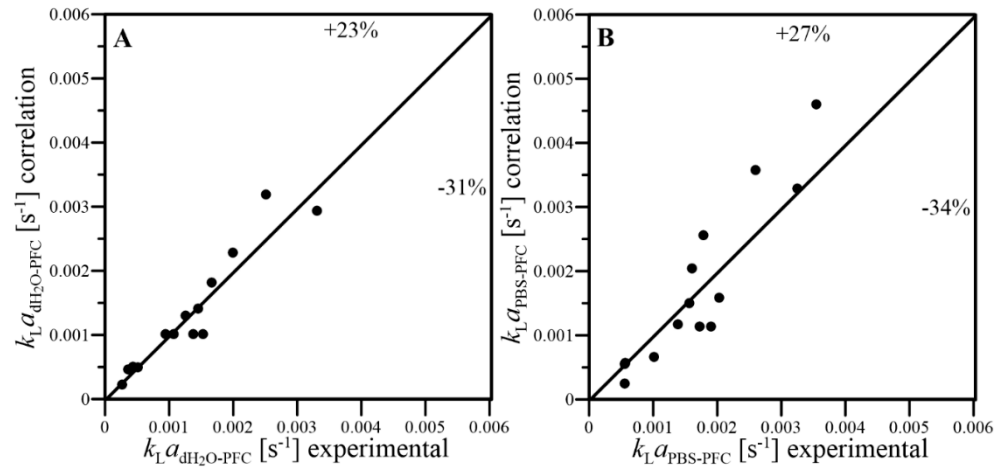 A
+23%
-31%
0.006
0.005
0.004
0.003
0.002
0.001
0
0 0.001 0.002 0.003 0.004 0.005 0.006
kLadH2O-PFC [s-1] correlation
kLadH2O-PFC [s-1] experimental
B
+27%
-34%
0.006
0.005
0.004
0.003
0.002
0.001
0
0 0.001 0.002 0.003 0.004 0.005 0.006
kLaPBS-PFC [s-1] correlation
kLaPBS-PFC [s-1] experimental